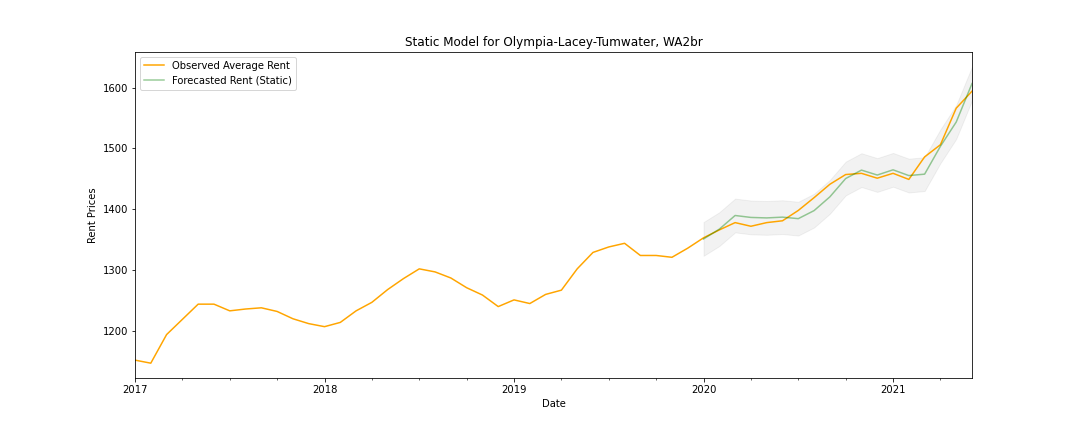 Static Model for Olympia-Lacey-Tumwater, WA2br
Observed Average Rent
Forecasted Rent (Static)
1600
1500
1400
1300
1200
Rent Prices
2017
2018
2019
2020
2021
Date